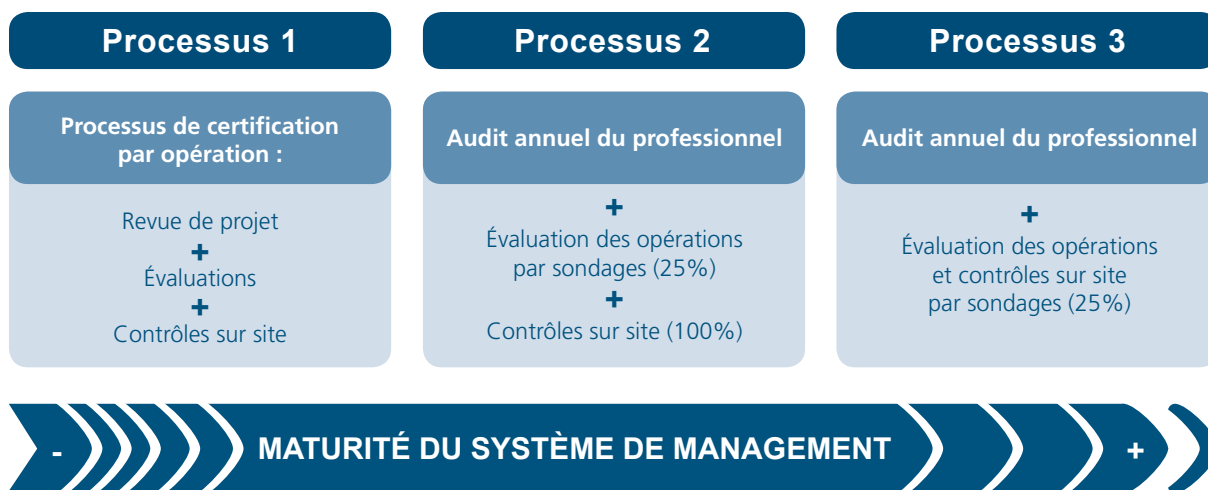 Processus 1
Processus de certification
par opération :
Revue de projet
+
Évaluations
+
Contrôles sur site
Processus 2
Audit annuel du professionnel
+
Évaluation des opérations
par sondages (25%)
+
Contrôles sur site (100%)
Processus 3
Audit annuel du professionnel
+
Évaluation des opérations
et contrôles sur site
par sondages (25%)
- MATURITÉ DU SYSTÈME DE MANAGEMENT +